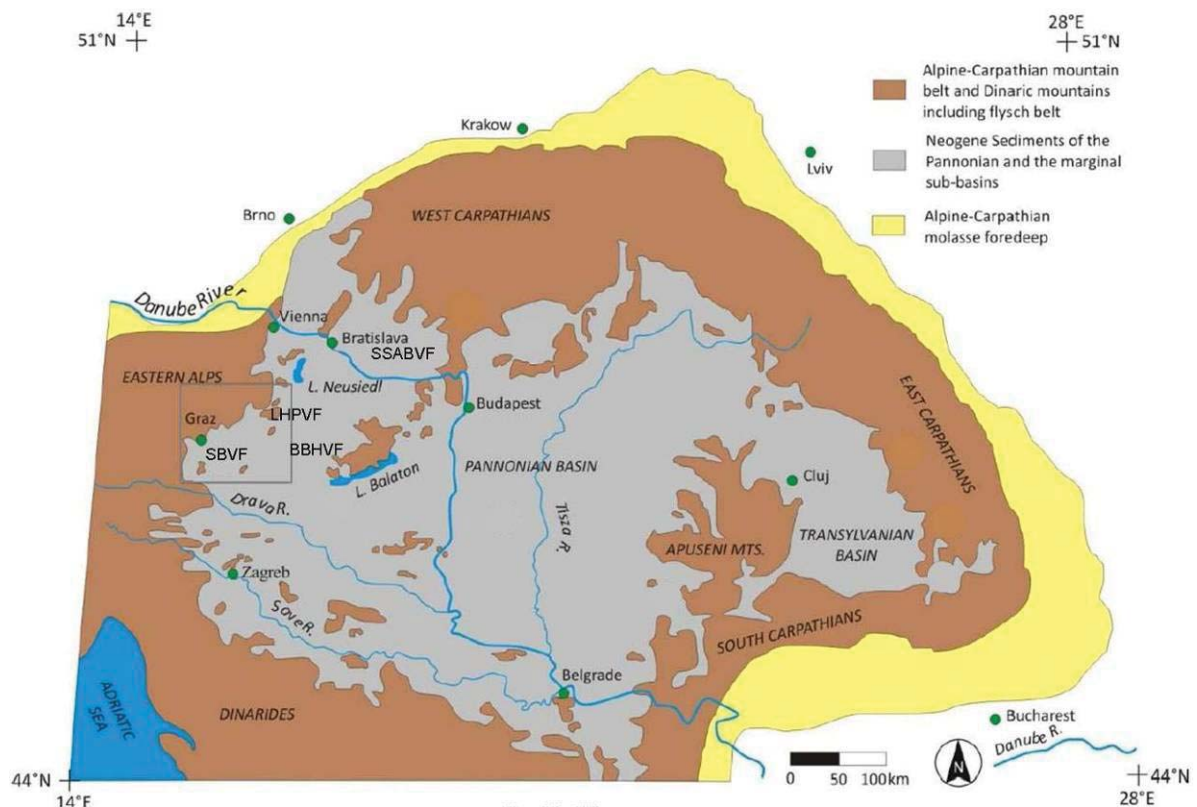 14°E
51°N
28°E
51°N
Alpine-Carpathian mountain
belt and Dinaric mountains
including flysch belt
Neogene Sediments of the
Pannonian and the marginal
sub-basins
Alpine-Carpathian
molasse foredeep
Krakow
Lviv
Brno
WEST CARPATHIANS
Danube River
Vienna
Bratislava
SSABVF
EASTERN ALPS
L. Neusiedl
EAST CARPATHIANS
Budapest
LHPVF
Graz
SBVF
BBHVF
L. Balaton
PANNONIAN BASIN
Cluj
Drava R.
Tisza R.
TRANSYLVANIAN
BASIN
APUSENI MTS.
Zagreb
Save R.
SOUTH CARPATHIANS
Belgrade
ADRIATIC
SEA
DINARIDES
Bucharest
Danube R.
N
0 50 100km
44°N
14°E
44°N
28°E